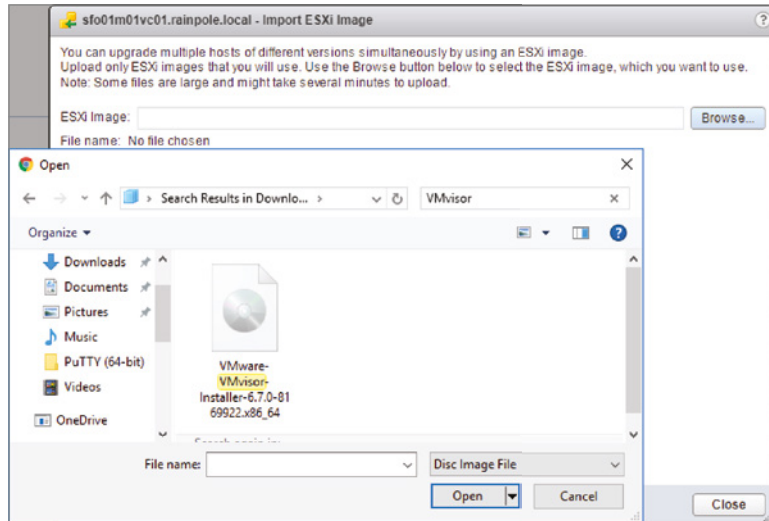 sfo01m01vc01.rainpole.local - Import ESXi Image
?
You can upgrade multiple hosts of different versions simultaneously by using an ESXi image.
Upload only ESXi images that you will use. Use the Browse button below to select the ESXi image, which you want to use.
Note: Some files are large and might take several minutes to upload.
ESXi Image:
Browse...
File name: No file chosen
Open
Search Results in Downlo...
VMvisor
Organize
?
Downloads
Documents
Pictures
Music
PuTTY (64-bit)
Videos
OneDrive
VMware-
VMvisor-
Installer-6.7.0-81
69922.x86_64
Search again in:
File name:
Disc Image File
Open
Cancel
Close